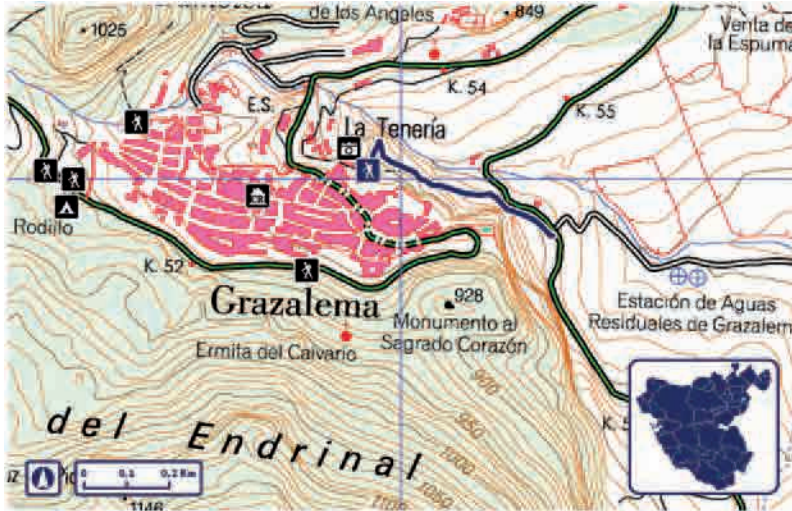 de los Angeles
849
Venta de
la Espuma
1025
K. 54
K. 55
E.S.
La Tenería
Rodillo
K. 52
Grazalema
928
Monumento al
Sagrado Corazón
Ermita del Calvario
Estación de Aguas
Residuales de Grazalem
900
950
1000
1050
del Endrinal
K.
0
0,1
0,2 Km
1146